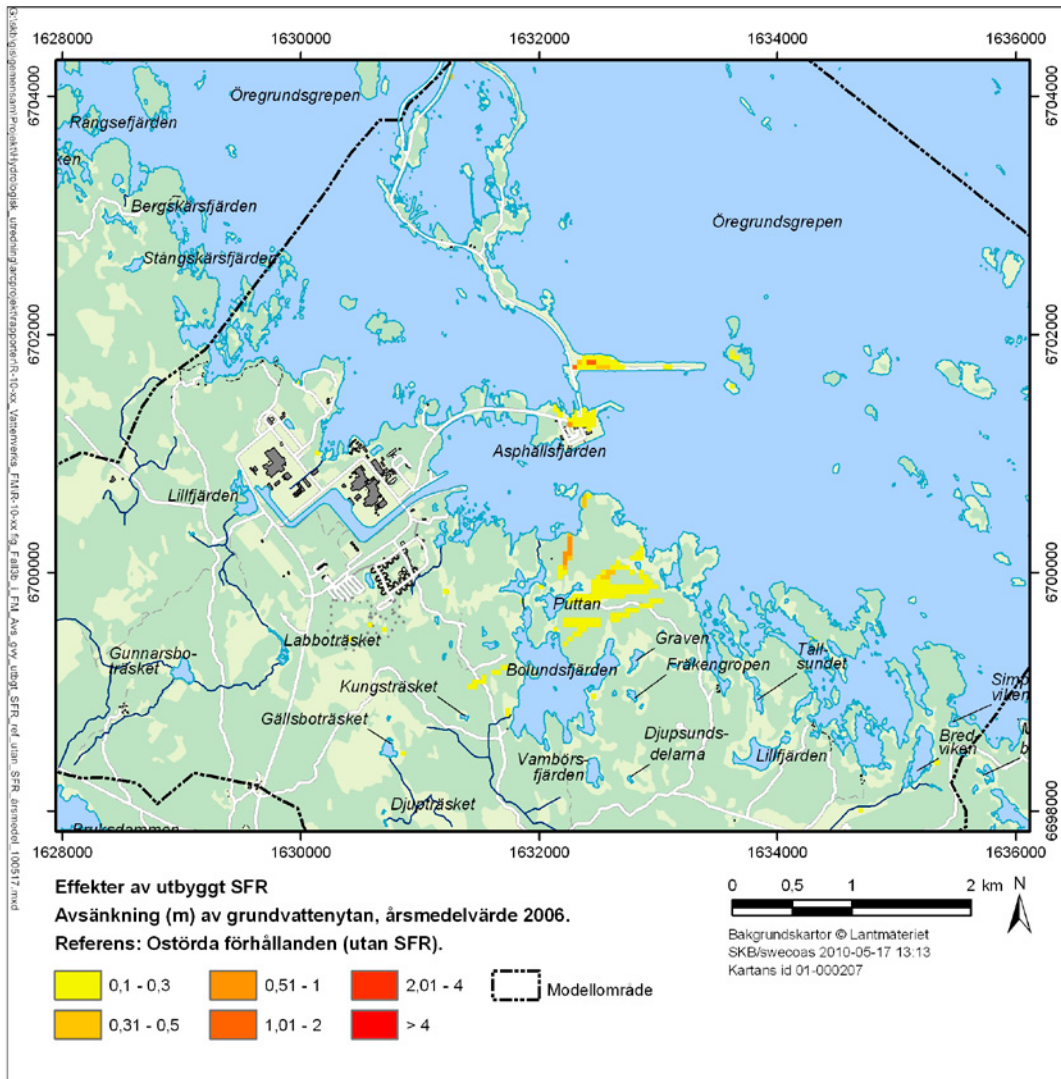 1628000
1630000
1632000
1634000
1636000
6704000
6704000
Öregrundsgrepen
Rångsefjärden
Bergskärsfjärden
Öregrundsgrepen
Stångskärsfjärden
6702000
6702000
Asphällsfjärden
Lillfjärden
6700000
6700000
Puttan
Labboträsket
Graven
Gunnarsbo-
träsket
Bolundsfjärden
Fräkengropen
Tall-
sundet
Kungsträsket
Simp
viken
Gällsboträsket
Djupsunds-
delarna
Lillfjärden
Bred
viken
Vambörs-
fjärden
Djupträsket
6698000
6698000
Bruksdammen
1628000
1630000
1632000
1634000
1636000
Effekter av utbyggt SFR
Avsänkning (m) av grundvattenytan, årsmedelvärde 2006.
Referens: Ostörda förhållanden (utan SFR).
0,1 - 0,3
0,51 - 1
2,01 - 4
Modellområde
0,31 - 0,5
1,01 - 2
> 4
0 0,5 1 2 km
N
Bakgrundskartor © Lantmäteriet
SKB/swecoas 2010-05-17 13:13
Kartans id 01-000207